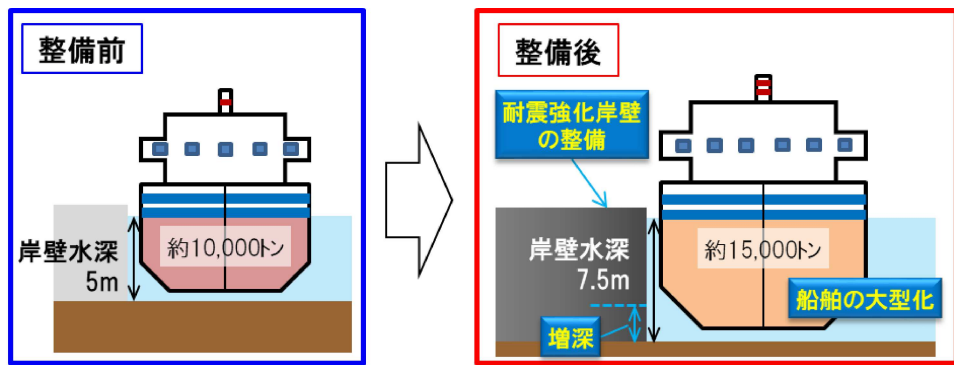 整備前
岸壁水深
5m
約10,000トン
整備後
耐震強化岸壁
の整備
岸壁水深
7.5m
増深
約15,000トン
船舶の大型化